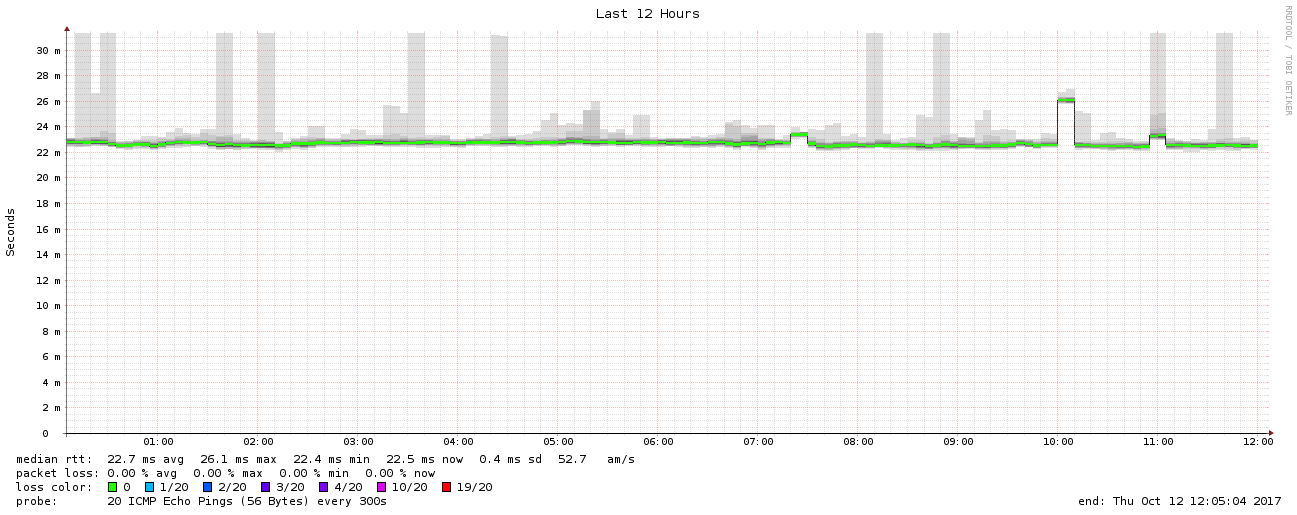 Last 12 Hours
RRDTOOL / TOBI OETIKER
Seconds
30 m
28 m
26 m
24 m
22 m
20 m
18 m
16 m
14 m
12 m
10 m
8 m
6 m
4 m
2 m
0
01:00 02:00 03:00 04:00 05:00 06:00 07:00 08:00 09:00 10:00 11:00 12:00
median rtt: 22.7 ms avg 26.1 ms max 22.4 ms min 22.5 ms now 0.4 ms sd 52.7 am/s
packet loss: 0.00 % avg 0.00 % max 0.00 % min 0.00 % now
loss color: 0 1/20 2/20 3/20 4/20 10/20 19/20
probe: 20 ICMP Echo Pings (56 Bytes) every 300s end: Thu Oct 12 12:05:04 2017